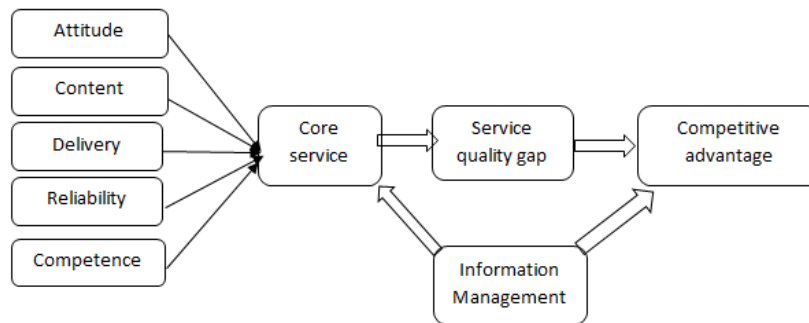 Attitude
Content
Delivery
Reliability
Competence
Core
service
Service
quality gap
Competitive
advantage
Information
Management